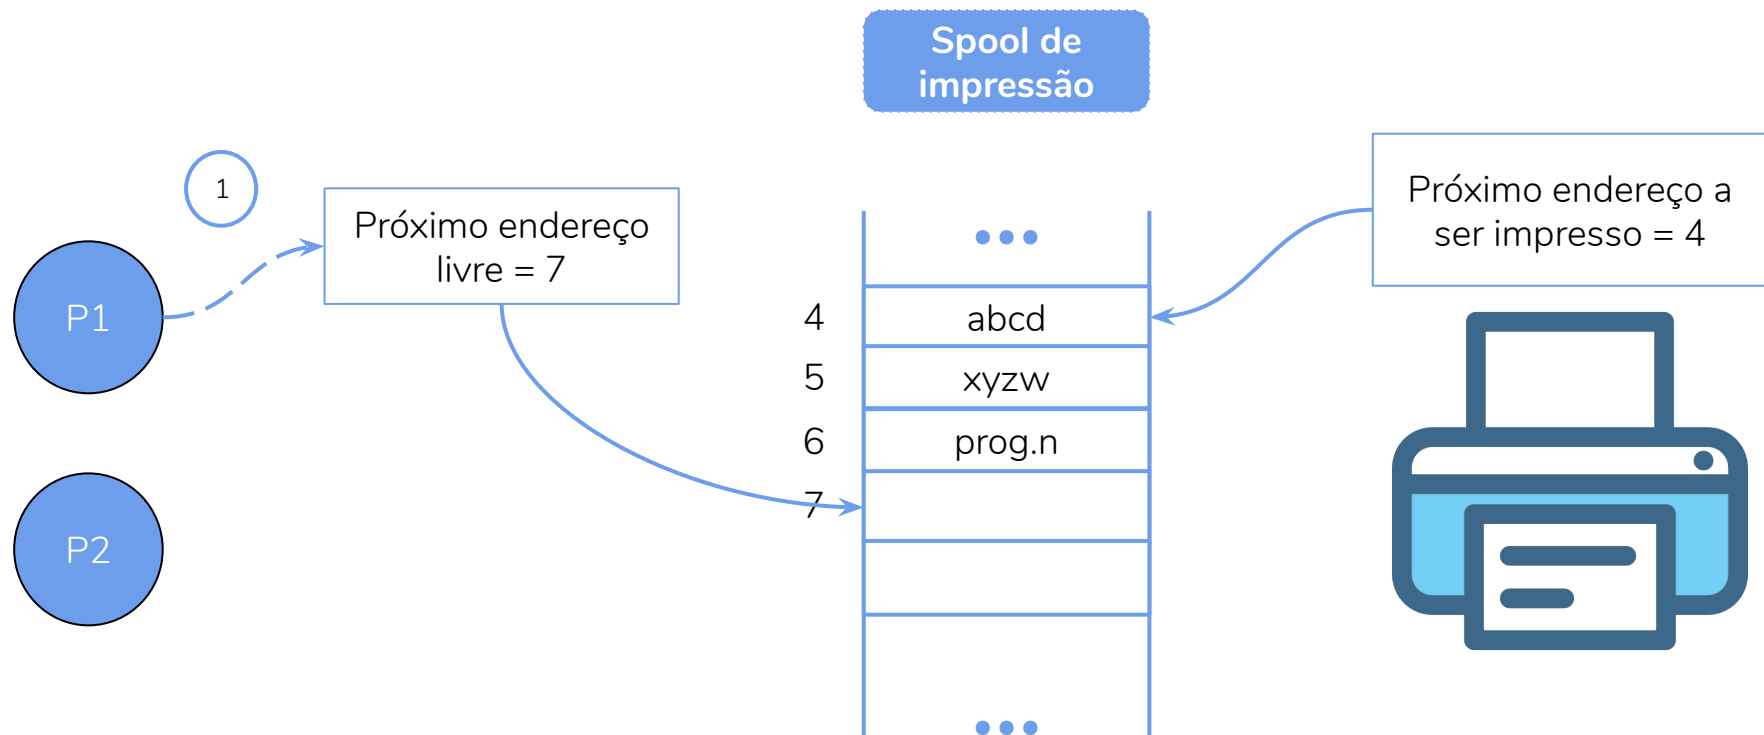 Spool de
impressão
1
Próximo endereço
livre = 7
Próximo endereço a
ser impresso = 4
P1
P2
4
abcd
5
xyzw
6
prog.n
7